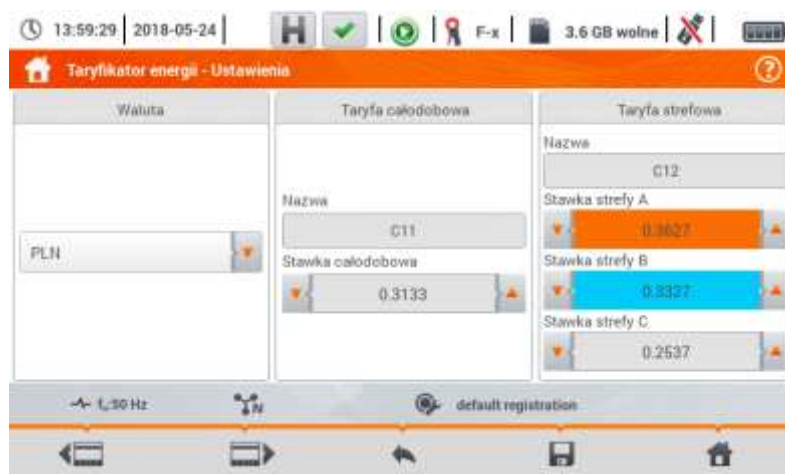 13:59:29 2018-05-24 H F-x 3.6 GB wolne
Taryfikator energii - Ustawienia ?
Waluta
PLN
Taryfa całodobowa
Nazwa
C11
Stawka całodobowa
0.3133
Taryfa strefowa
Nazwa
C12
Stawka strefy A
0.3627
Stawka strefy B
0.3327
Stawka strefy C
0.2537
fₙ:50 Hz N default registration